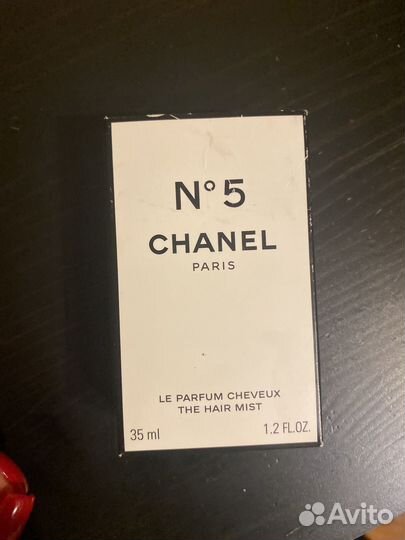 N°5
CHANEL
PARIS
LE PARFUM CHEVEUX
THE HAIR MIST
35 ml 1.2 FL.OZ.
Avito